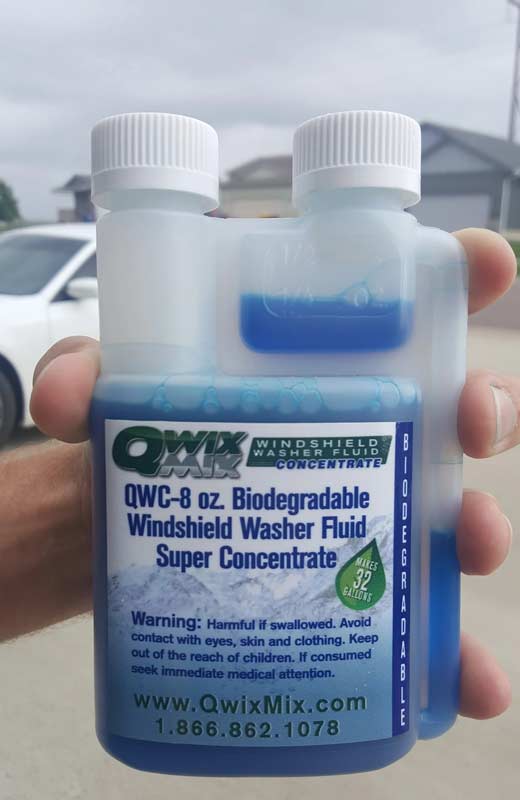 1/2
1/4 oz
QWIX MIX WINDSHIELD WASHER FLUID CONCENTRATE
QWC-8 oz. Biodegradable
Windshield Washer Fluid
Super Concentrate
MAKES
32
GALLONS
Warning: Harmful if swallowed. Avoid
contact with eyes, skin and clothing. Keep
out of the reach of children. If consumed
seek immediate medical attention.
www.QwixMix.com
1.866.862.1078
BIODEGRADABLE